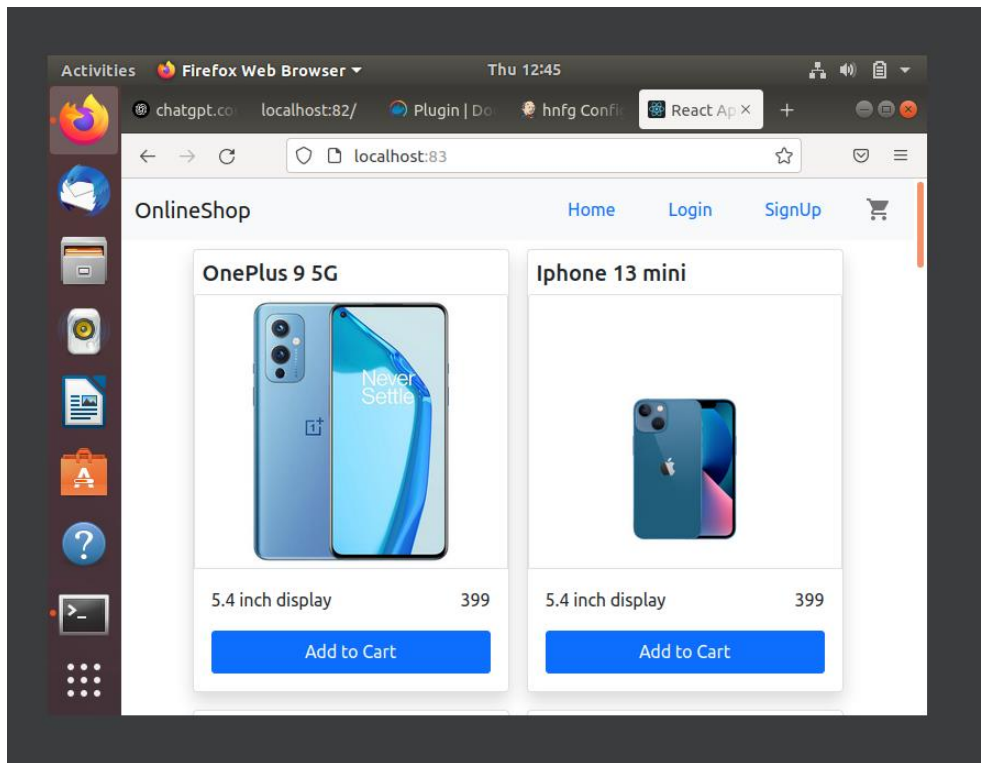 Activities Firefox Web Browser Thu 12:45
chatgpt.co localhost:82/ Plugin | Do hnfg Confi React Ap
localhost:83
OnlineShop Home Login SignUp
OnePlus 9 5G Iphone 13 mini
Never
Settle
5.4 inch display 399 5.4 inch display 399
Add to Cart Add to Cart